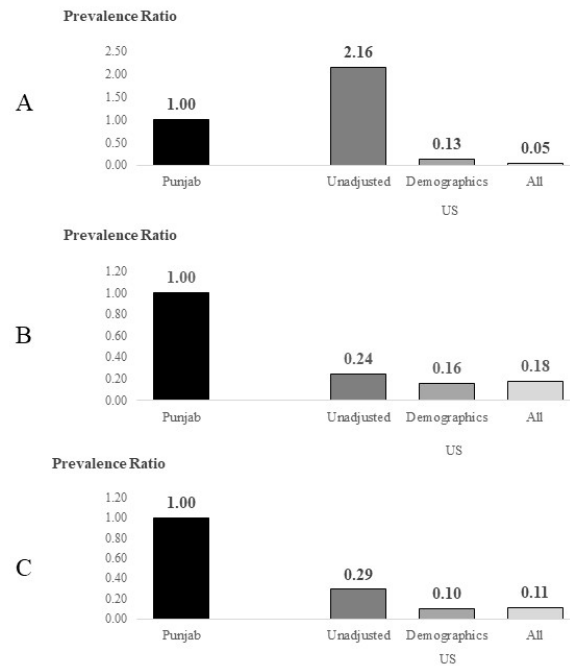 Prevalence Ratio
A
2.50
2.00
1.50
1.00
0.50
0.00
1.00
2.16
0.13
0.05
Punjab
Unadjusted
Demographics
All
US
Prevalence Ratio
B
1.20
1.00
0.80
0.60
0.40
0.20
0.00
1.00
0.24
0.16
0.18
Punjab
Unadjusted
Demographics
All
US
Prevalence Ratio
C
1.20
1.00
0.80
0.60
0.40
0.20
0.00
1.00
0.29
0.10
0.11
Punjab
Unadjusted
Demographics
All
US